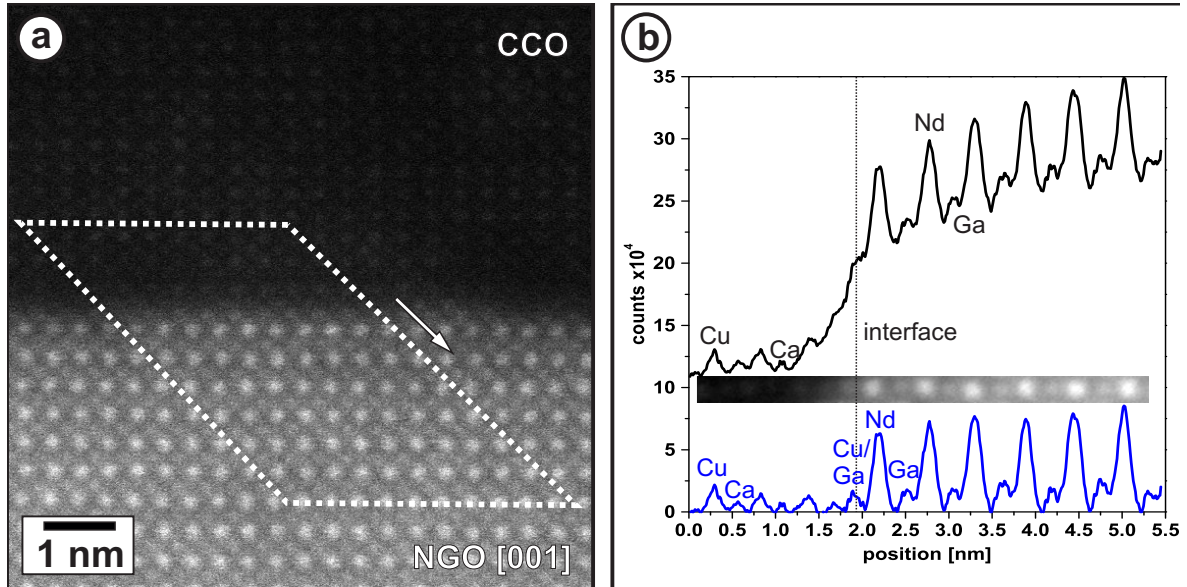 a
CCO
1 nm
NGO [001]
b
35
30
25
20
15
10
5
0
counts x10⁴
Nd
Ga
Cu
Ca
interface
Nd
Cu/
Ga
Ga
Cu
Ca
0.0 0.5 1.0 1.5 2.0 2.5 3.0 3.5 4.0 4.5 5.0 5.5
position [nm]